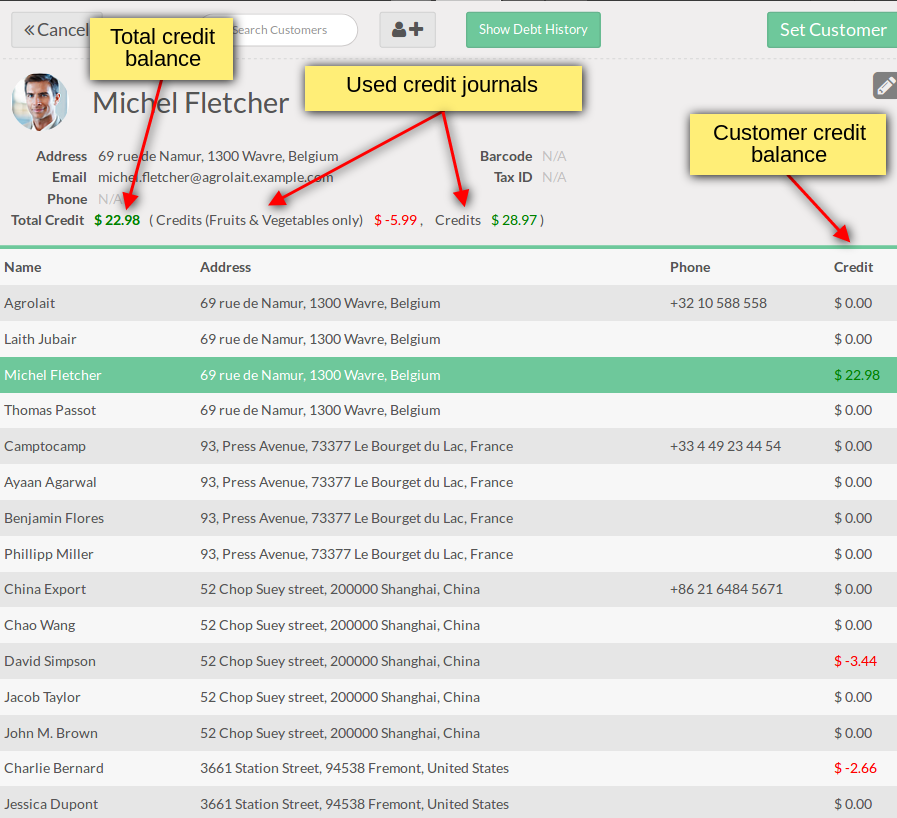 Cancel
Total credit
balance
Search Customers
Show Debt History
Set Customer
Used credit journals
Michel Fletcher
Customer credit
balance
Address 69 rue de Namur, 1300 Wavre, Belgium Barcode N/A
Email michel.fletcher@agrolait.example.com Tax ID N/A
Phone N/A
Total Credit $ 22.98 ( Credits (Fruits & Vegetables only) $ -5.99 , Credits $ 28.97 )
Name Address Phone Credit
Agrolait 69 rue de Namur, 1300 Wavre, Belgium +32 10 588 558 $ 0.00
Laith Jubair 69 rue de Namur, 1300 Wavre, Belgium $ 0.00
Michel Fletcher 69 rue de Namur, 1300 Wavre, Belgium $ 22.98
Thomas Passot 69 rue de Namur, 1300 Wavre, Belgium $ 0.00
Camptocamp 93, Press Avenue, 73377 Le Bourget du Lac, France +33 4 49 23 44 54 $ 0.00
Ayaan Agarwal 93, Press Avenue, 73377 Le Bourget du Lac, France $ 0.00
Benjamin Flores 93, Press Avenue, 73377 Le Bourget du Lac, France $ 0.00
Phillipp Miller 93, Press Avenue, 73377 Le Bourget du Lac, France $ 0.00
China Export 52 Chop Suey street, 200000 Shanghai, China +86 21 6484 5671 $ 0.00
Chao Wang 52 Chop Suey street, 200000 Shanghai, China $ 0.00
David Simpson 52 Chop Suey street, 200000 Shanghai, China $ -3.44
Jacob Taylor 52 Chop Suey street, 200000 Shanghai, China $ 0.00
John M. Brown 52 Chop Suey street, 200000 Shanghai, China $ 0.00
Charlie Bernard 3661 Station Street, 94538 Fremont, United States $ -2.66
Jessica Dupont 3661 Station Street, 94538 Fremont, United States $ 0.00